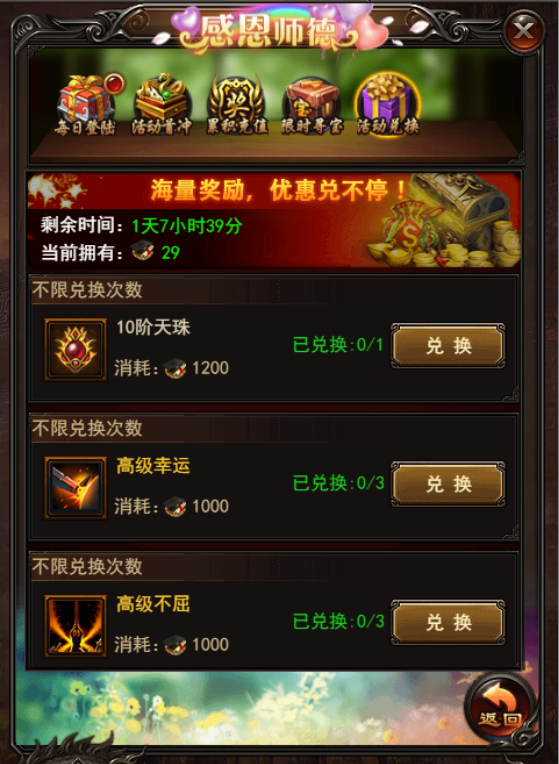 感恩师德
每日登陆 活动首冲 累积充值 限时寻宝 活动兑换
海量奖励，优惠兑不停！
剩余时间：1天7小时39分
当前拥有：29
不限兑换次数
10阶天珠
已兑换:0/1 兑换
消耗：1200
不限兑换次数
高级幸运
已兑换:0/3 兑换
消耗：1000
不限兑换次数
高级不屈
已兑换:0/3 兑换
消耗：1000
返回